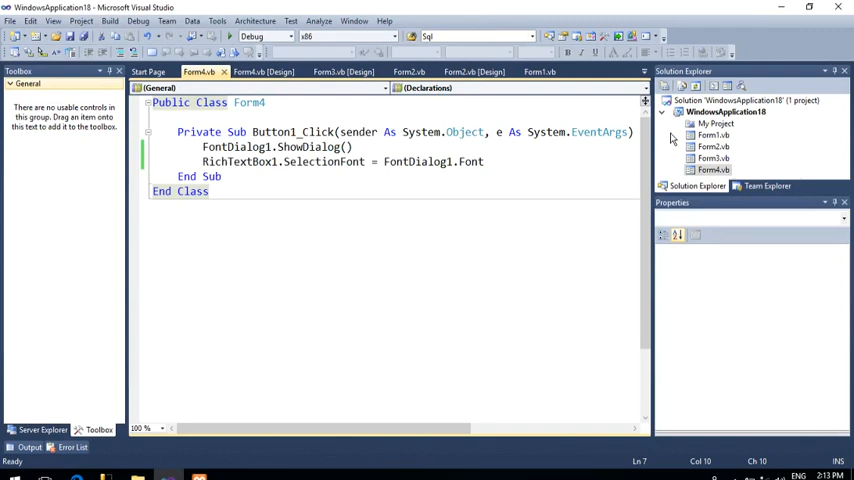 WindowsApplication18 - Microsoft Visual Studio
File Edit View Project Build Debug Team Data Tools Architecture Test Analyze Window Help
Debug x86 Sql
Toolbox
General
There are no usable controls in
this group. Drag an item onto
this text to add it to the toolbox.
Start Page Form4.vb Form4.vb [Design] Form3.vb [Design] Form2.vb Form2.vb [Design] Form1.vb
(General) (Declarations)
Public Class Form4
Private Sub Button1_Click(sender As System.Object, e As System.EventArgs)
FontDialog1.ShowDialog()
RichTextBox1.SelectionFont = FontDialog1.Font
End Sub
End Class
100 %
Solution Explorer
Solution 'WindowsApplication18' (1 project)
WindowsApplication18
My Project
Form1.vb
Form2.vb
Form3.vb
Form4.vb
Solution Explorer Team Explorer
Properties
Server Explorer Toolbox
Output Error List
Ready Ln 7 Col 10 Ch 10 INS
ENG 2:13 PM